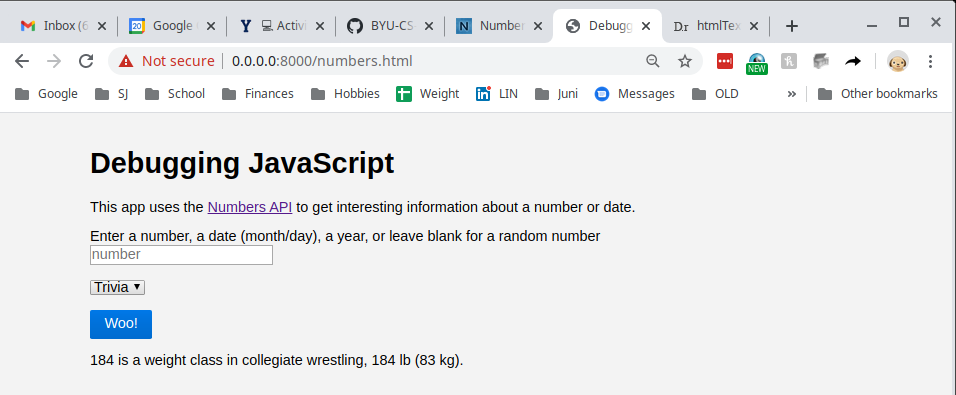 Inbox (6
Google
Activi
BYU-CS
Number
Debugg
D.r htmlTex
Not secure | 0.0.0.0:8000/numbers.html
NEW
Google SJ School Finances Hobbies Weight LIN Juni Messages OLD » Other bookmarks
Debugging JavaScript
This app uses the Numbers API to get interesting information about a number or date.
Enter a number, a date (month/day), a year, or leave blank for a random number
number
Trivia
Woo!
184 is a weight class in collegiate wrestling, 184 lb (83 kg).